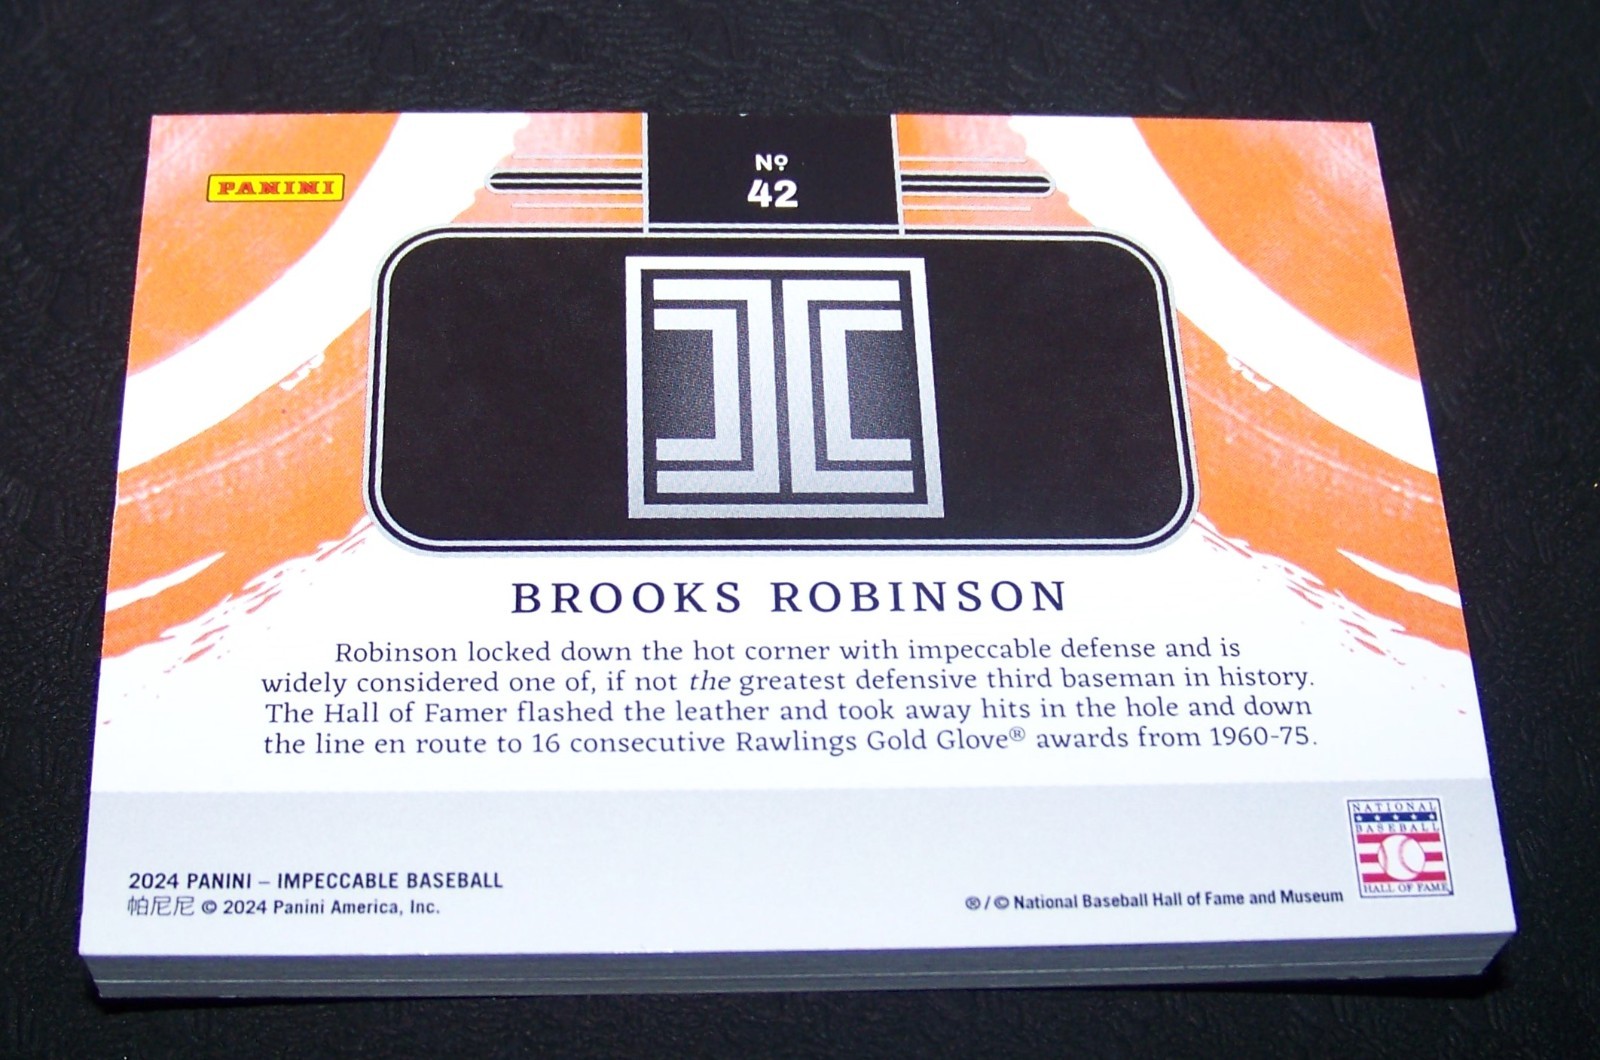 PANINI
Nº
42
BROOKS ROBINSON
Robinson locked down the hot corner with impeccable defense and is
widely considered one of, if not the greatest defensive third baseman in history.
The Hall of Famer flashed the leather and took away hits in the hole and down
the line en route to 16 consecutive Rawlings Gold Glove® awards from 1960-75.
2024 PANINI – IMPECCABLE BASEBALL
帕尼尼 © 2024 Panini America, Inc.
®/© National Baseball Hall of Fame and Museum
NATIONAL
BASEBALL
HALL OF FAME